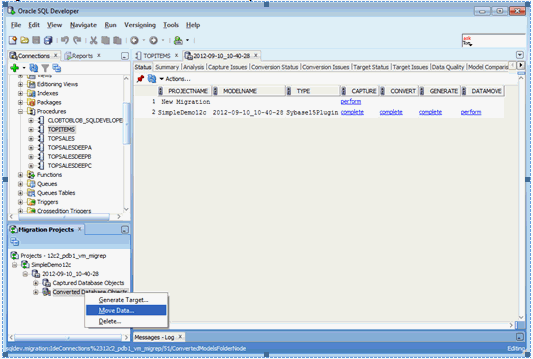 Oracle SQL Developer
File Edit View Navigate Run Versioning Tools Help
Connections Reports
TOPITEMS 2012-09-10_10-40-28
Status Summary Analysis Capture Issues Conversion Status Conversion Issues Target Status Target Issues Data Quality Model Comparis
Actions...
PROJECTNAME MODELNAME TYPE CAPTURE CONVERT GENERATE DATAMOVE
1 New Migration perform
2 SimpleDemo12c 2012-09-10_10-40-28 Sybase15Plugin complete complete complete perform
Views
Editioning Views
Indexes
Packages
Procedures
CLOBTOBLOB_SQLDEVELOPE
TOPITEMS
TOPSALES
TOPSALESDEEPA
TOPSALESDEEPB
TOPSALESDEEPC
Functions
Queues
Queues Tables
Triggers
Crossedition Triggers
Migration Projects
Projects - 12c2_pdb1_vm_migrep
SimpleDemo12c
2012-09-10_10-40-28
Captured Database Objects
Converted Database Objects
Generate Target...
Move Data...
Delete...
Messages - Log
sqldev.migration:IdeConnections%2312c2_pdb1_vm_migrep/51/ConvertedModelsFolderNode
Editing